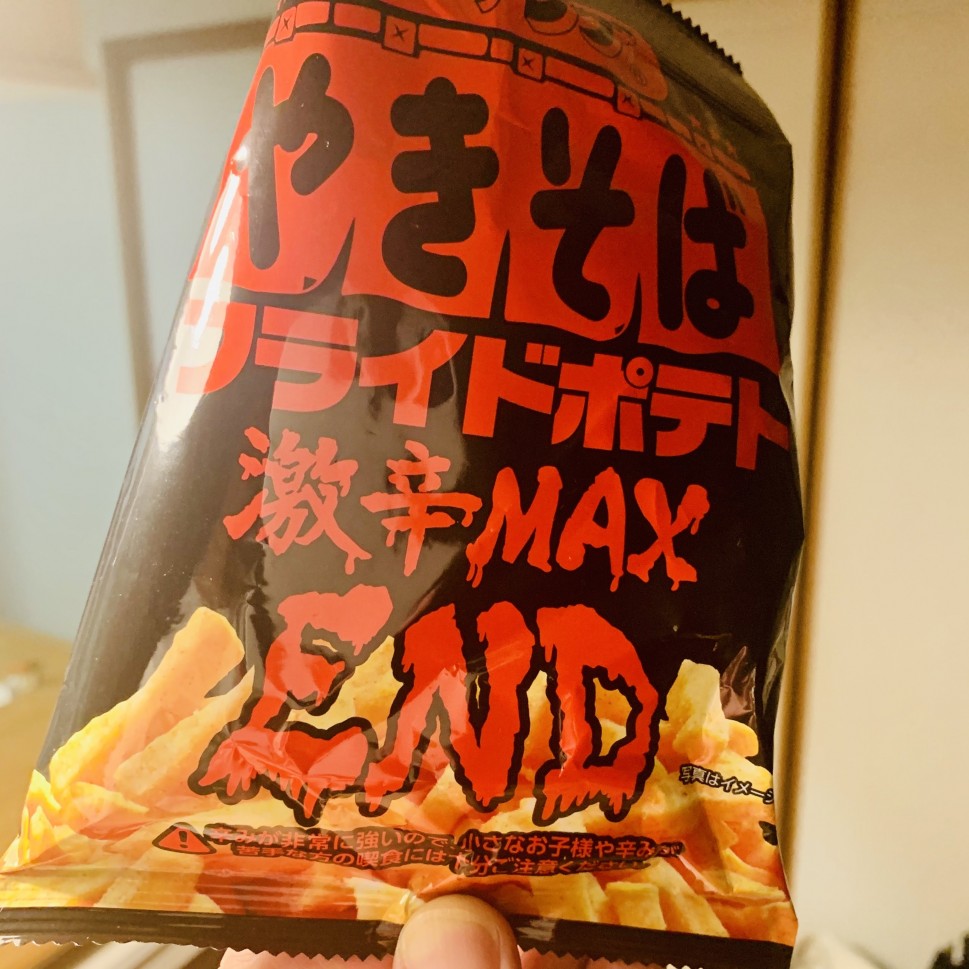 やきそば
フライドポテト
激辛MAX
END
写真はイメージ
辛みが非常に強いので、小さなお子様や辛みが
苦手な方の喫食には十分ご注意ください